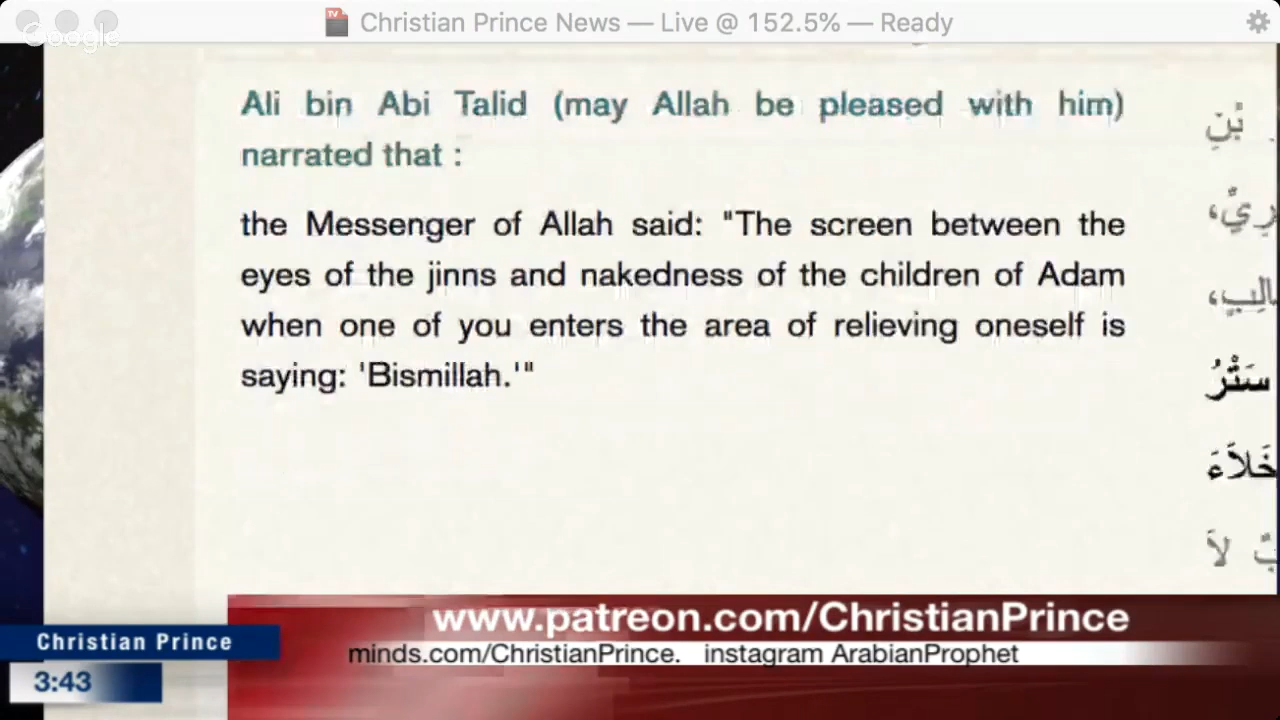 Christian Prince News — Live @ 152.5% — Ready
Google
Ali bin Abi Talid (may Allah be pleased with him)
narrated that :
the Messenger of Allah said: "The screen between the
eyes of the jinns and nakedness of the children of Adam
when one of you enters the area of relieving oneself is
saying: 'Bismillah.'"
سَتْرُ
www.patreon.com/ChristianPrince
Christian Prince
minds.com/ChristianPrince. instagram ArabianProphet
3:43